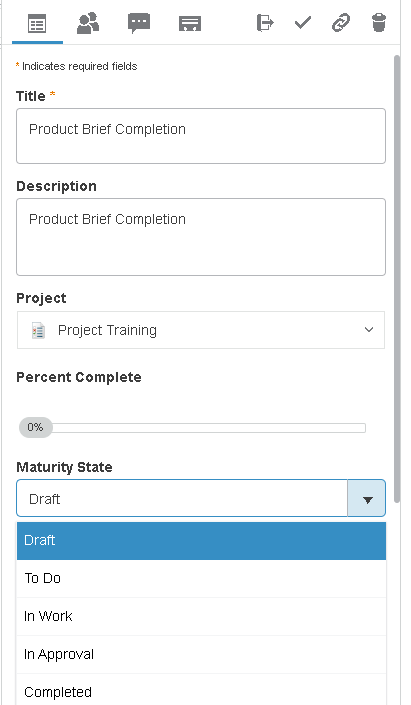 * Indicates required fields
Title *
Product Brief Completion
Description
Product Brief Completion
Project
Project Training
Percent Complete
0%
Maturity State
Draft
Draft
To Do
In Work
In Approval
Completed